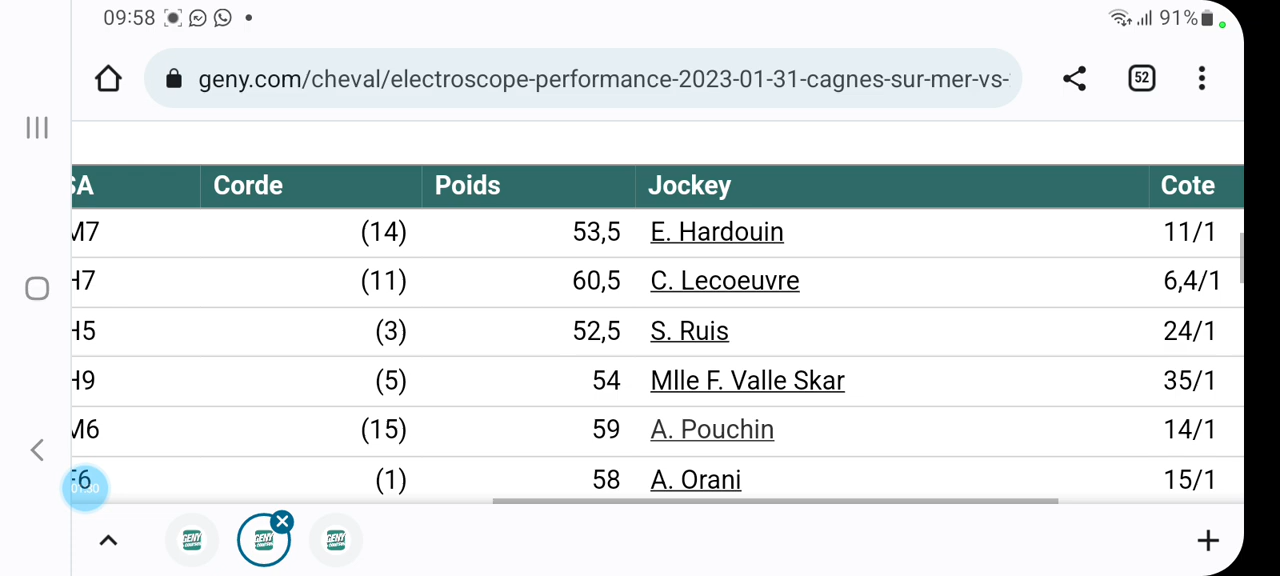 09:58 91%
geny.com/cheval/electroscope-performance-2023-01-31-cagnes-sur-mer-vs-
52
SA Corde Poids Jockey Cote
M7 (14) 53,5 E. Hardouin 11/1
H7 (11) 60,5 C. Lecoeuvre 6,4/1
H5 (3) 52,5 S. Ruis 24/1
H9 (5) 54 Mlle F. Valle Skar 35/1
M6 (15) 59 A. Pouchin 14/1
F6 (1) 58 A. Orani 15/1
GENY GENY GENY